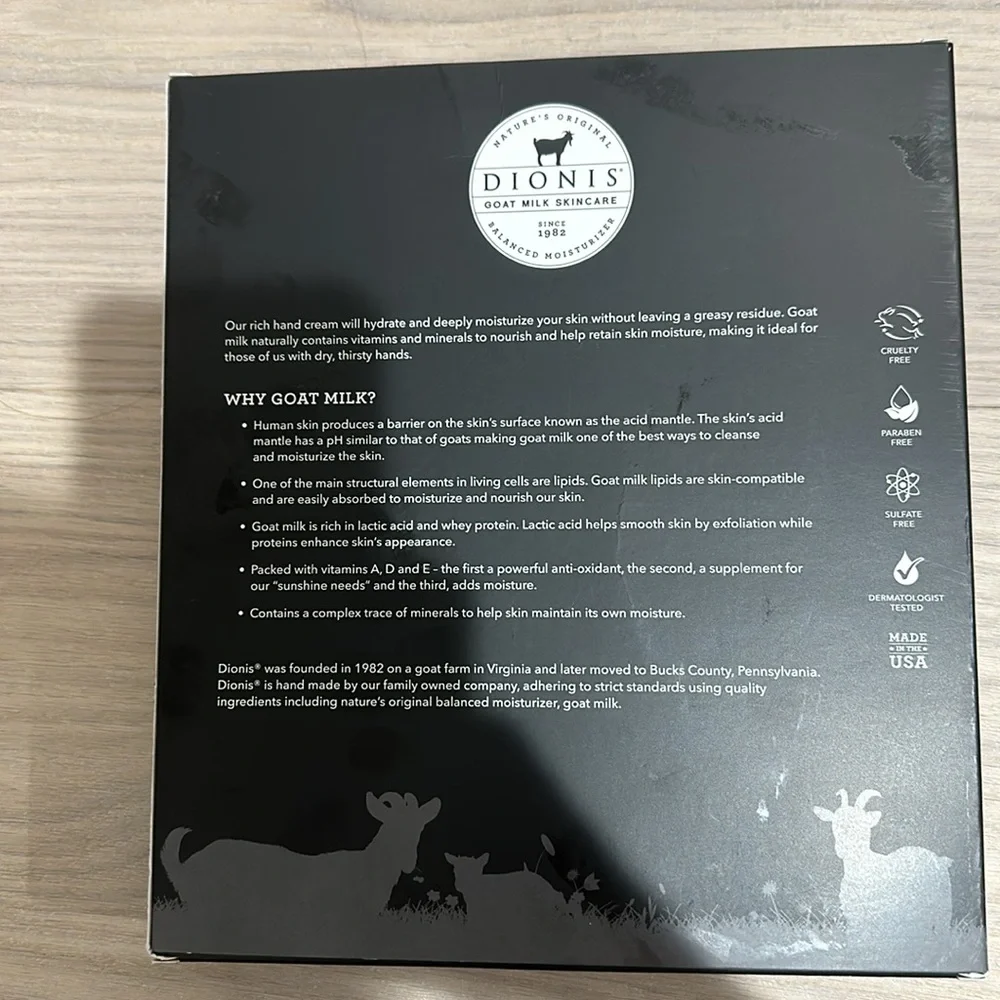 NATURE'S ORIGINAL
DIONIS®
GOAT MILK SKINCARE
SINCE
1982
BALANCED MOISTURIZER
Our rich hand cream will hydrate and deeply moisturize your skin without leaving a greasy residue. Goat
milk naturally contains vitamins and minerals to nourish and help retain skin moisture, making it ideal for
those of us with dry, thirsty hands.
WHY GOAT MILK?
• Human skin produces a barrier on the skin's surface known as the acid mantle. The skin's acid
mantle has a pH similar to that of goats making goat milk one of the best ways to cleanse
and moisturize the skin.
• One of the main structural elements in living cells are lipids. Goat milk lipids are skin-compatible
and are easily absorbed to moisturize and nourish our skin.
• Goat milk is rich in lactic acid and whey protein. Lactic acid helps smooth skin by exfoliation while
proteins enhance skin's appearance.
• Packed with vitamins A, D and E – the first a powerful anti-oxidant, the second, a supplement for
our "sunshine needs" and the third, adds moisture.
• Contains a complex trace of minerals to help skin maintain its own moisture.
Dionis® was founded in 1982 on a goat farm in Virginia and later moved to Bucks County, Pennsylvania.
Dionis® is hand made by our family owned company, adhering to strict standards using quality
ingredients including nature's original balanced moisturizer, goat milk.
CRUELTY
FREE
PARABEN
FREE
SULFATE
FREE
DERMATOLOGIST
TESTED
MADE
IN THE
USA